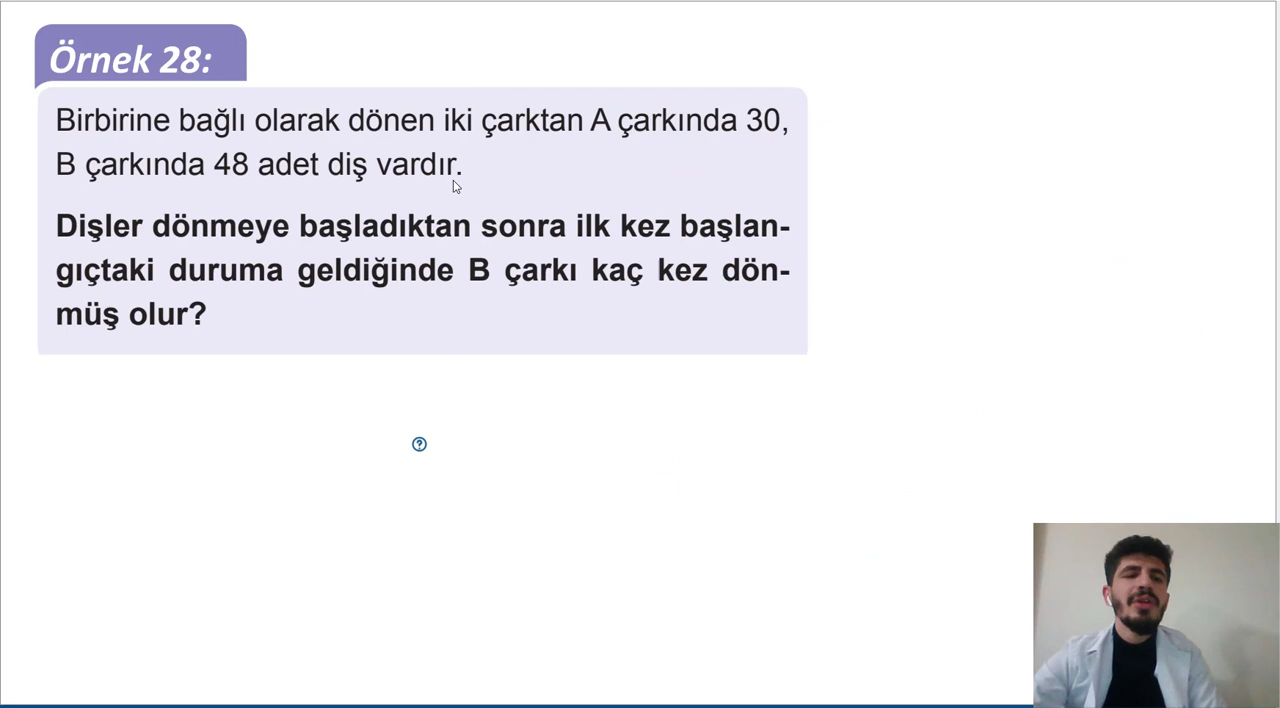 Örnek 28:
Birbirine bağlı olarak dönen iki çarktan A çarkında 30,
B çarkında 48 adet diş vardır.
Dişler dönmeye başladıktan sonra ilk kez başlan-
gıçtaki duruma geldiğinde B çarkı kaç kez dön-
müş olur?
?